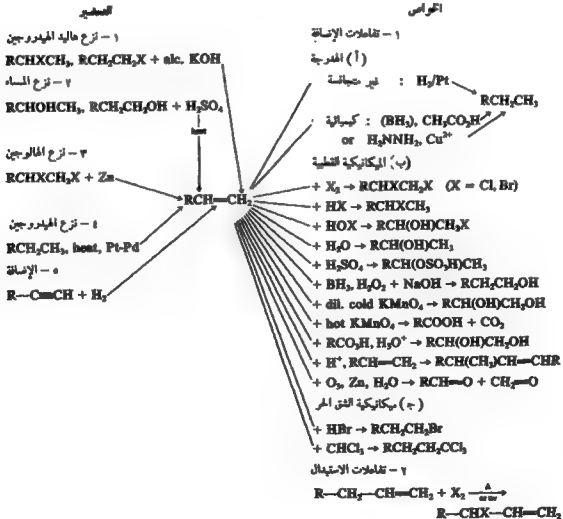 التحضير
١ – نزع هاليد الهيدروجين
RCHXCH₃, RCH₂CH₂X + alc. KOH
٢ – نزع المساء
RCHOHCH₃, RCH₂CH₂OH + H₂SO₄
heat
٣ – نزع الهالوجين
RCHXCH₂X + Zn
RCH=CH₂
٤ – نزع الهيدروجين
RCH₂CH₃, heat, Pt-Pd
٥ – الإضافة
R—C≡CH + H₂
الخواص
١ – تفاعلات الإضافة
(أ) الهدرجة
غير متجانسة : H₂/Pt
RCH₂CH₃
كيميائية : (BH₃), CH₃CO₂H
or H₂NNH₂, Cu²⁺
(ب) الميكانيكية القطبية
+ X₂ → RCHXCH₂X (X = Cl, Br)
+ HX → RCHXCH₃
+ HOX → RCH(OH)CH₂X
+ H₂O → RCH(OH)CH₃
+ H₂SO₄ → RCH(OSO₃H)CH₃
+ BH₃, H₂O₂ + NaOH → RCH₂CH₂OH
+ dil. cold KMnO₄ → RCH(OH)CH₂OH
+ hot KMnO₄ → RCOOH + CO₂
+ RCO₃H, H₃O⁺ → RCH(OH)CH₂OH
+ H⁺, RCH=CH₂ → RCH(CH₃)CH=CHR
+ O₃, Zn, H₂O → RCH=O + CH₂=O
(جـ) ميكانيكية الشق الحر
+ HBr → RCH₂CH₂Br
+ CHCl₃ → RCH₂CH₂CCl₃
٢ – تفاعلات الاستبدال
R—CH₂—CH=CH₂ + X₂ Δ or uv →
R—CHX—CH=CH₂